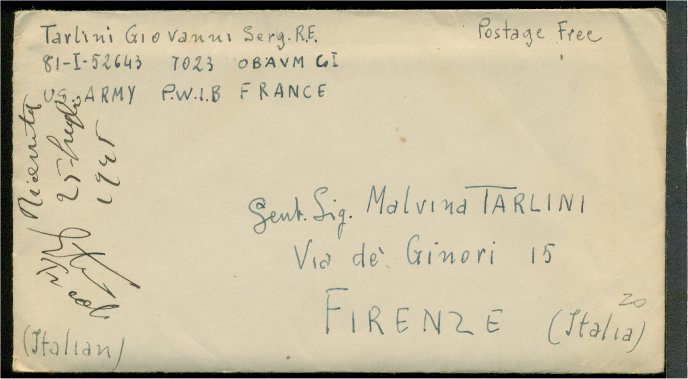 Tarlini Giovanni Serg. R.E.
81-I-52643 7023 OBAVM GI
US. ARMY P.W.I.B FRANCE
Postage Free
Ricevuta
25-luglio
1945
Gent. Sig. Malvina TARLINI
Via de' Ginori 15
FIRENZE (Italia)
20
(Italian)